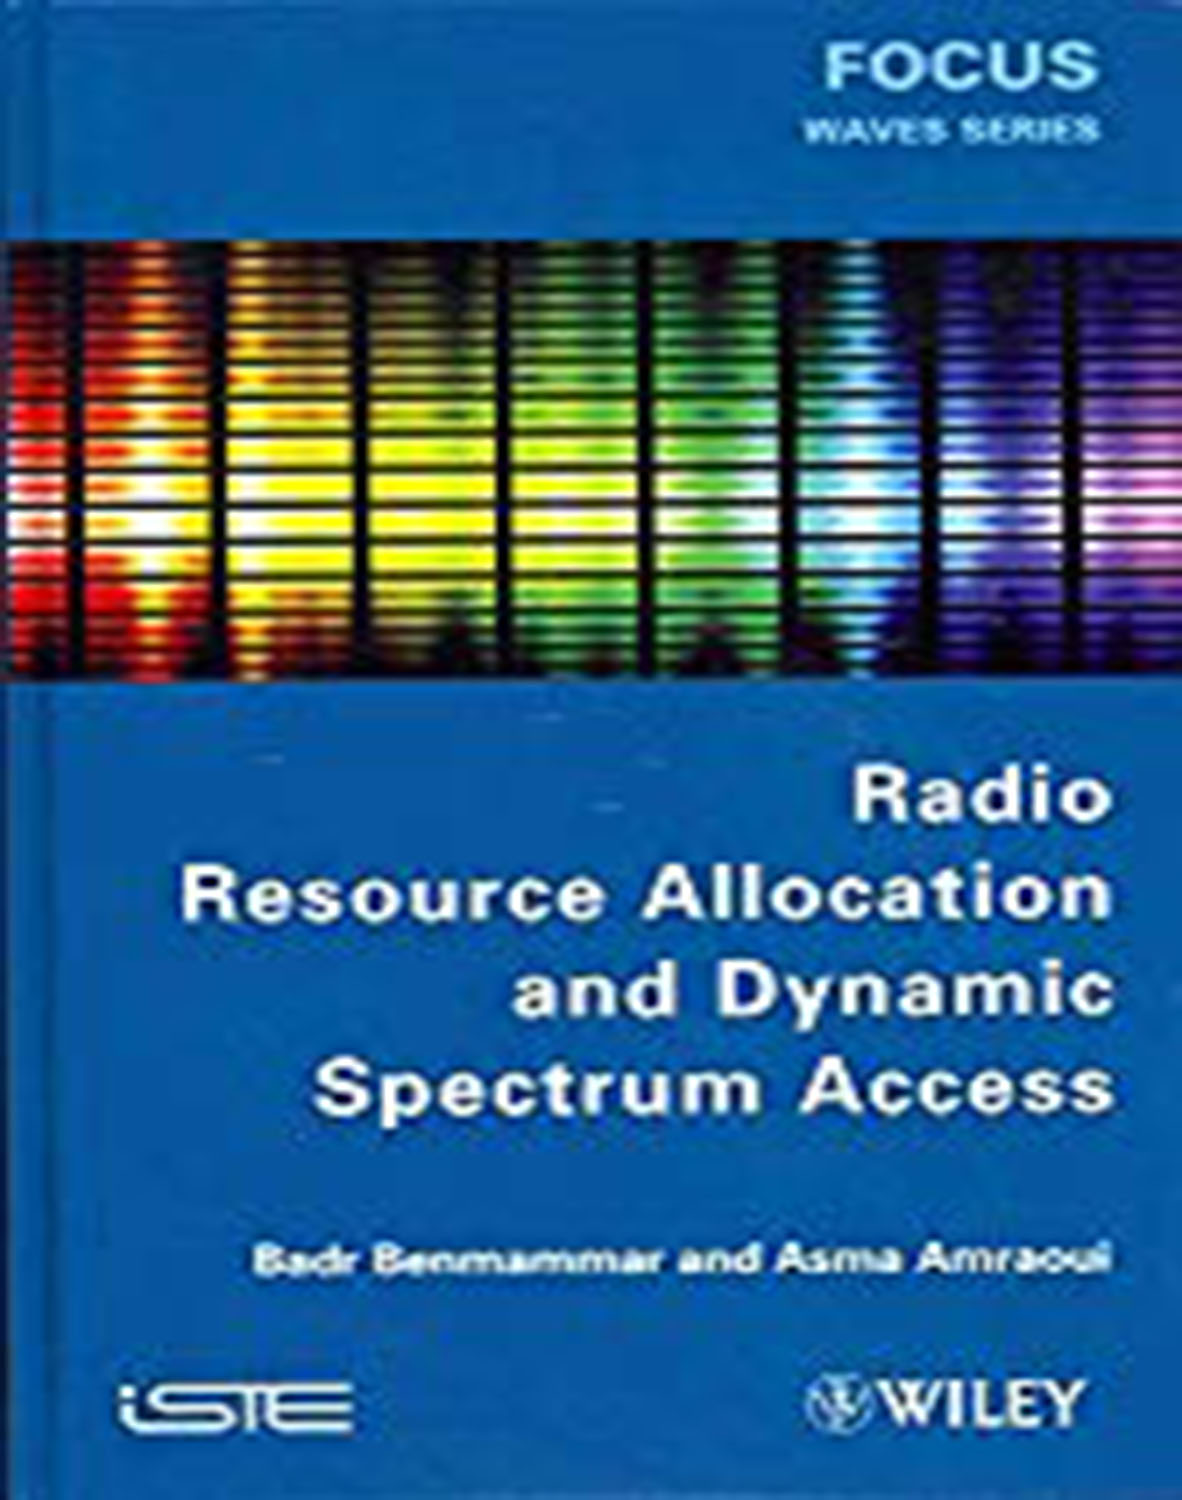 FOCUS
WAVES SERIES
Radio
Resource Allocation
and Dynamic
Spectrum Access
Badr Benmammar and Asma Amraoui
iSTE
WILEY